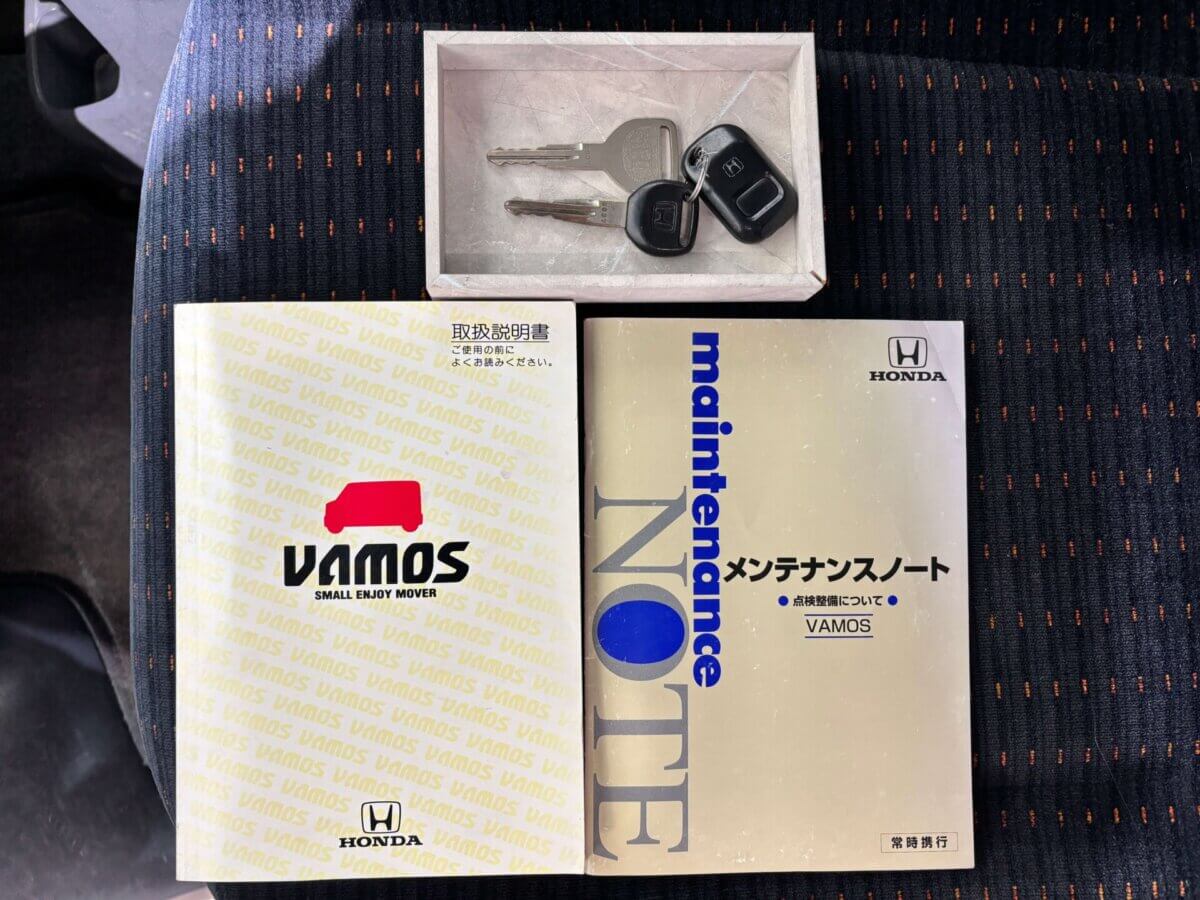 取扱説明書
ご使用の前に
よくお読みください。
VAMOS
SMALL ENJOY MOVER
HONDA
maintenance
NOTE
HONDA
メンテナンスノート
●点検整備について●
VAMOS
常時携行